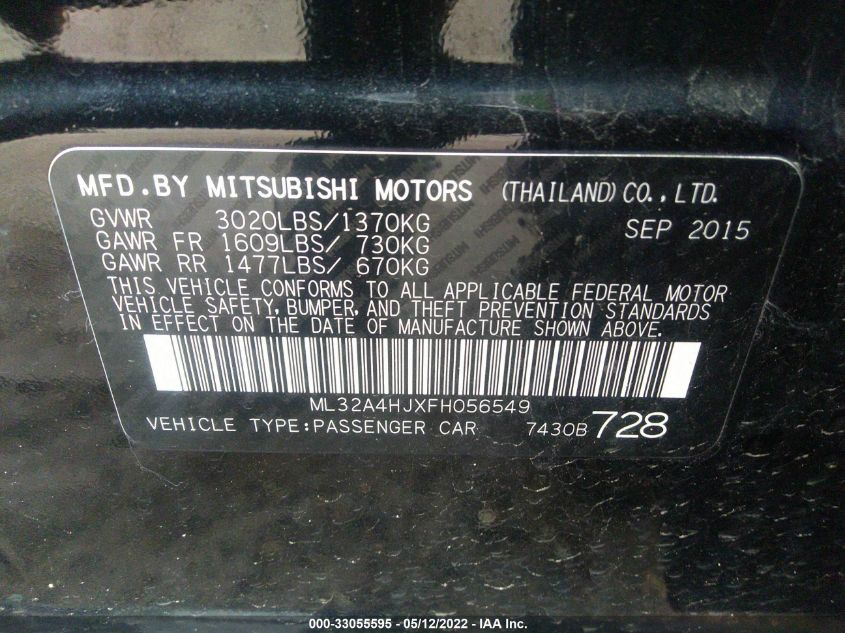 MFD.BY MITSUBISHI MOTORS (THAILAND) CO., LTD.
GVWR 3020LBS/1370KG SEP 2015
GAWR FR 1609LBS/ 730KG
GAWR RR 1477LBS/ 670KG
THIS VEHICLE CONFORMS TO ALL APPLICABLE FEDERAL MOTOR
VEHICLE SAFETY, BUMPER, AND THEFT PREVENTION STANDARDS
IN EFFECT ON THE DATE OF MANUFACTURE SHOWN ABOVE.
ML32A4HJXFH056549
VEHICLE TYPE:PASSENGER CAR 7430B 728
000-33055595 - 05/12/2022 - IAA Inc.